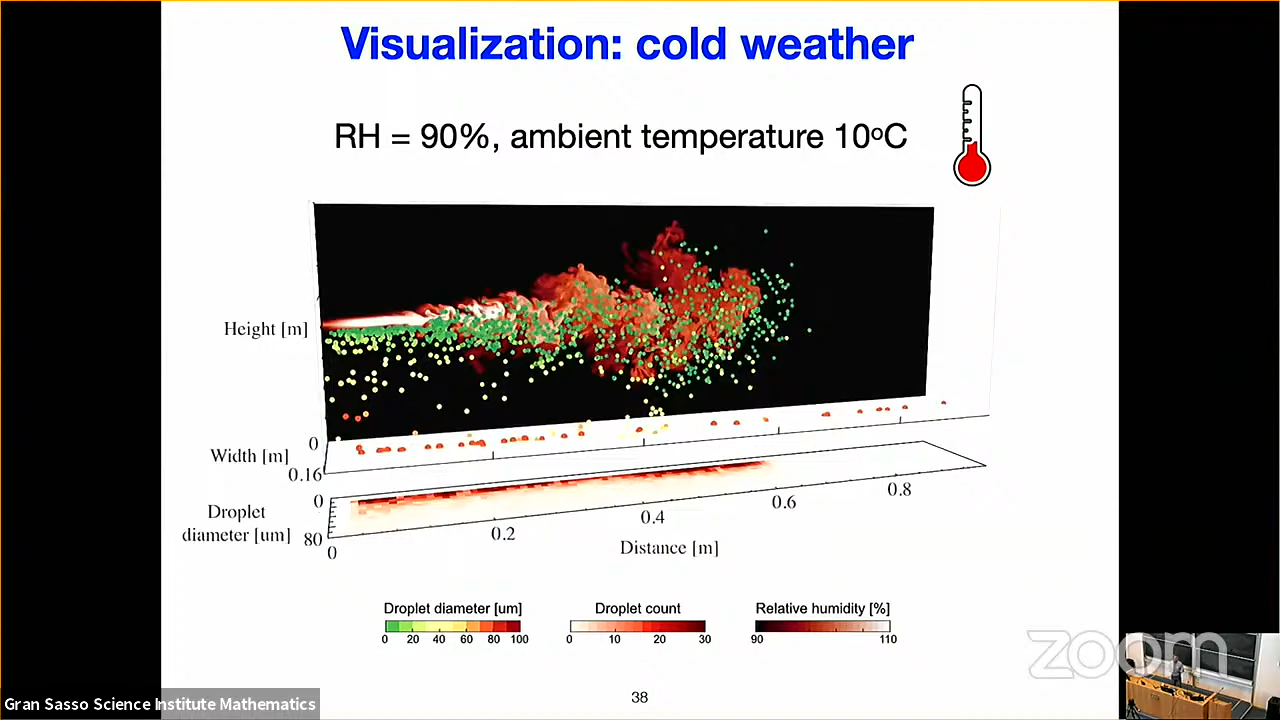 Visualization: cold weather
RH = 90%, ambient temperature 10ºC
Height [m]
0
Width [m]
0.16
0
Droplet
diameter [um]
80
0
0.2
0.4
0.6
0.8
Distance [m]
Droplet diameter [um]
0 20 40 60 80 100
Droplet count
0 10 20 30
Relative humidity [%]
90 110
zoom
Gran Sasso Science Institute Mathematics
38